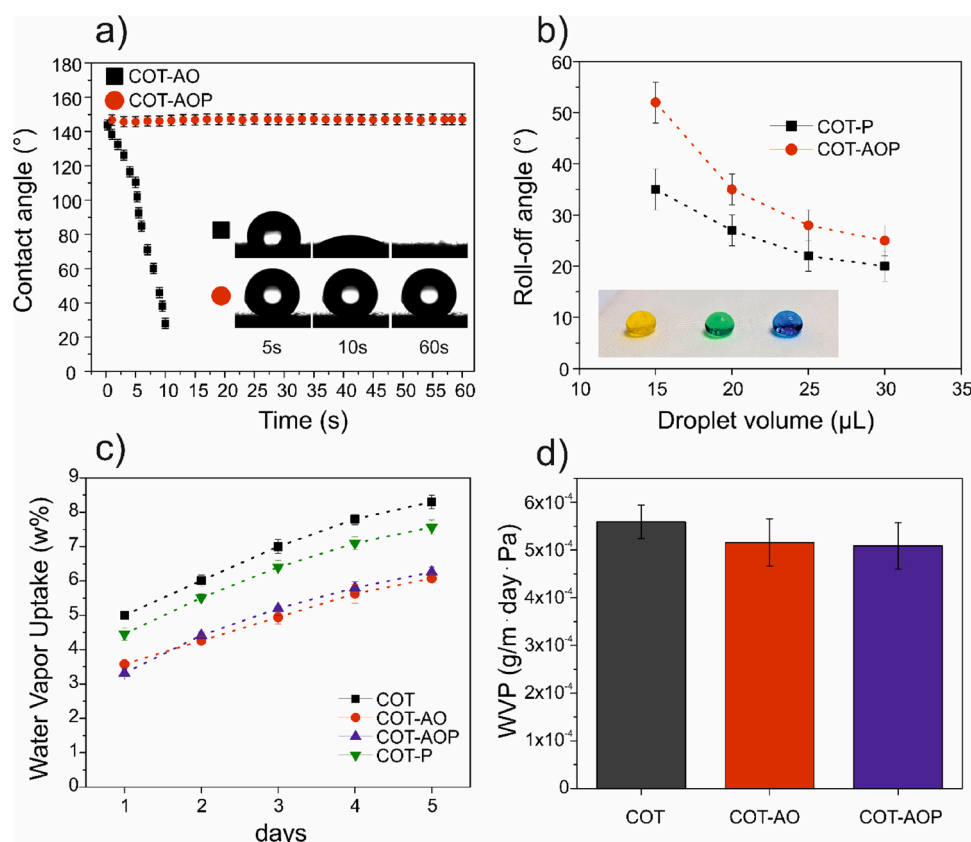 a)
COT-AO
COT-AOP
180
160
140
120
100
80
60
40
20
0
Contact angle (°)
5s 10s 60s
0 5 10 15 20 25 30 35 40 45 50 55 60
Time (s)
b)
60
50
40
30
20
10
0
Roll-off angle (°)
COT-P
COT-AOP
10 15 20 25 30 35
Droplet volume (µL)
c)
9
8
7
6
5
4
3
2
1
0
Water Vapor Uptake (w%)
COT
COT-AO
COT-AOP
COT-P
1 2 3 4 5
days
d)
6x10⁻⁴
5x10⁻⁴
4x10⁻⁴
3x10⁻⁴
2x10⁻⁴
1x10⁻⁴
0
WVP (g/m·day·Pa)
COT COT-AO COT-AOP